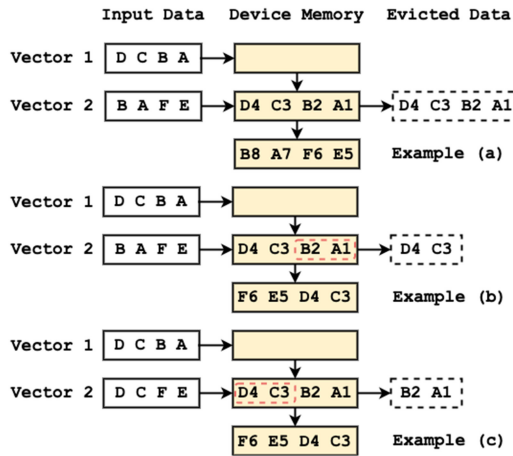 Input Data Device Memory Evicted Data
Vector 1 D C B A
Vector 2 B A F E D4 C3 B2 A1 D4 C3 B2 A1
B8 A7 F6 E5 Example (a)
Vector 1 D C B A
Vector 2 B A F E D4 C3 B2 A1 D4 C3
F6 E5 D4 C3 Example (b)
Vector 1 D C B A
Vector 2 D C F E D4 C3 B2 A1 B2 A1
F6 E5 D4 C3 Example (c)